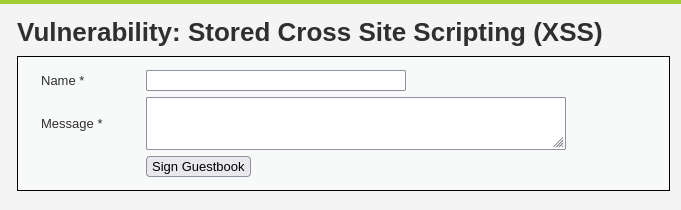 Vulnerability: Stored Cross Site Scripting (XSS)
Name *
Message *
Sign Guestbook